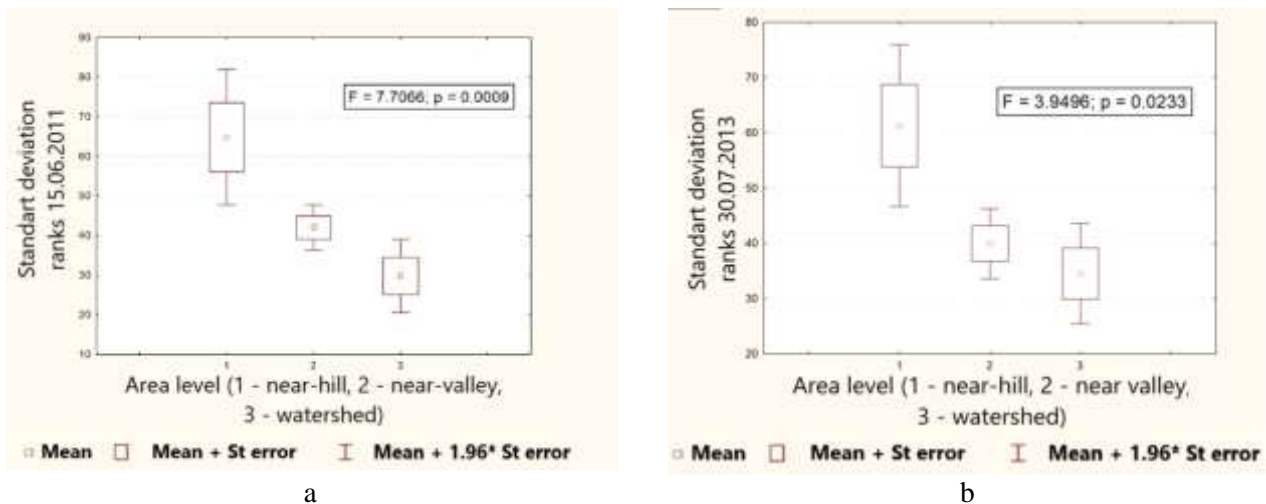 Standart deviation
ranks 15.06.2011
90
80
70
60
50
40
30
20
10
F = 7.7066; p = 0.0009
1 2 3
Area level (1 - near-hill, 2 - near-valley,
3 - watershed)
Mean Mean + St error Mean + 1.96* St error
a
Standart deviation
ranks 30.07.2013
80
70
60
50
40
30
20
F = 3.9496; p = 0.0233
1 2 3
Area level (1 - near-hill, 2 - near valley,
3 - watershed)
Mean Mean + St error Mean + 1.96* St error
b